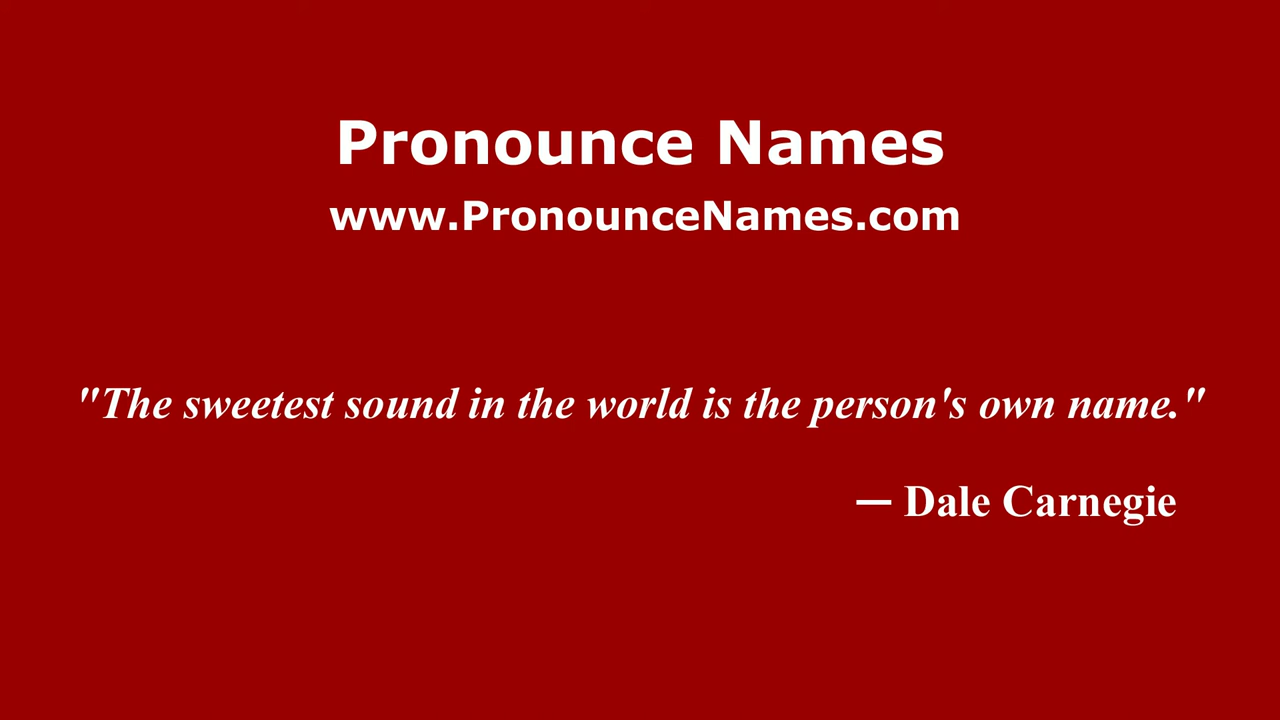 Pronounce Names
www.PronounceNames.com
"The sweetest sound in the world is the person's own name."
— Dale Carnegie